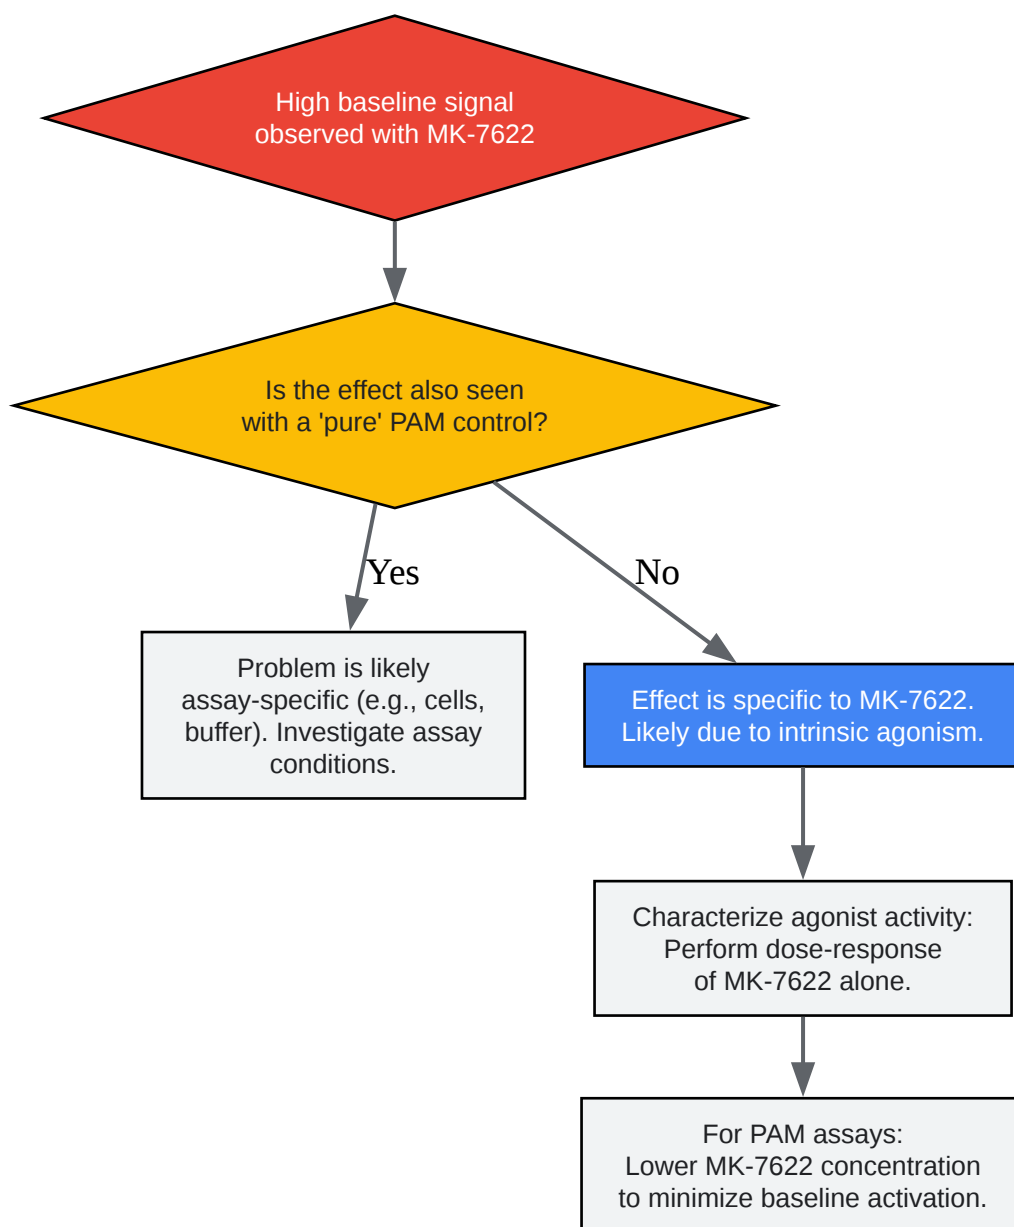 High baseline signal
observed with MK-7622
Is the effect also seen
with a 'pure' PAM control?
Yes
No
Problem is likely
assay-specific (e.g., cells,
buffer). Investigate assay
conditions.
Effect is specific to MK-7622.
Likely due to intrinsic agonism.
Characterize agonist activity:
Perform dose-response
of MK-7622 alone.
For PAM assays:
Lower MK-7622 concentration
to minimize baseline activation.